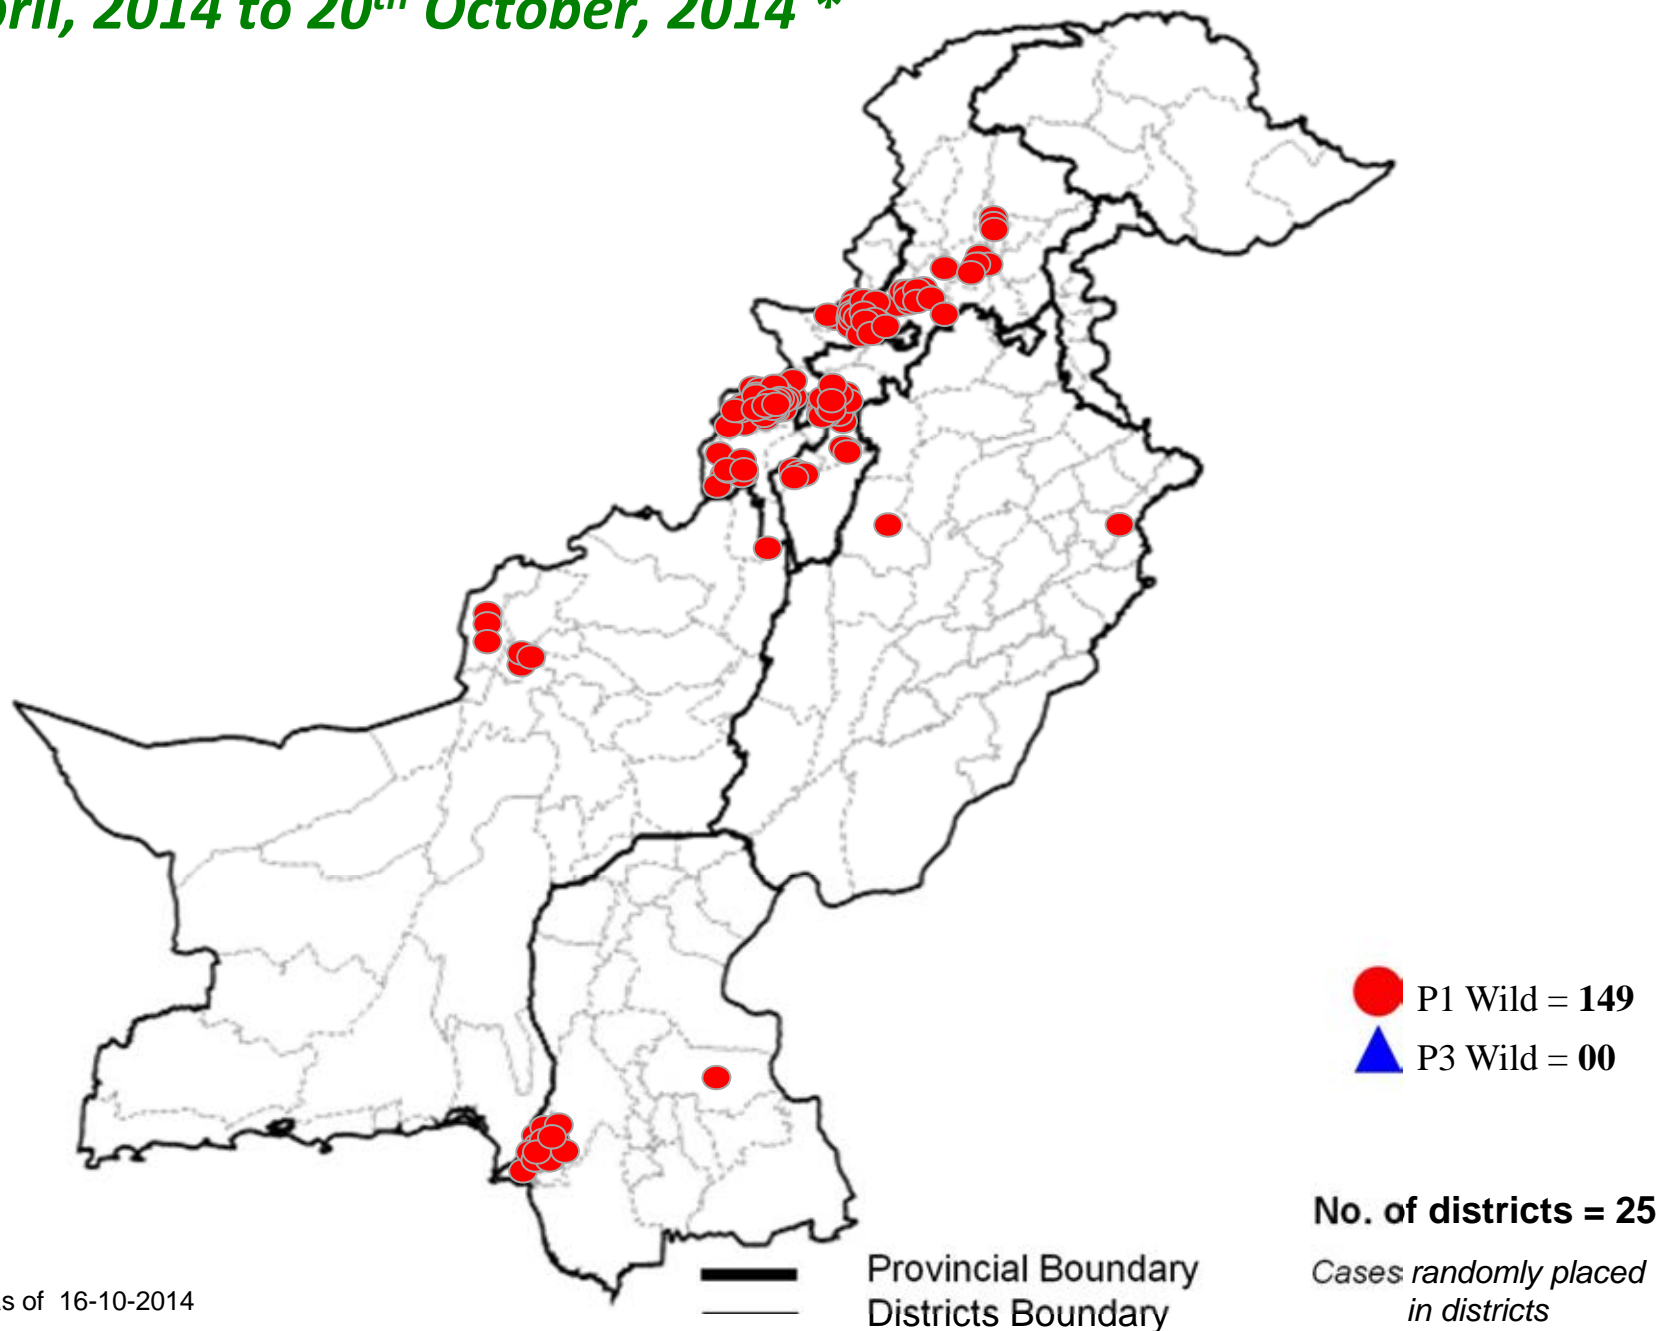 2014 to 20th October, 2014 *
P1 Wild = 149
P3 Wild = 00
No. of districts = 25
Cases randomly placed
in districts
Provincial Boundary
Districts Boundary
of 16-10-2014